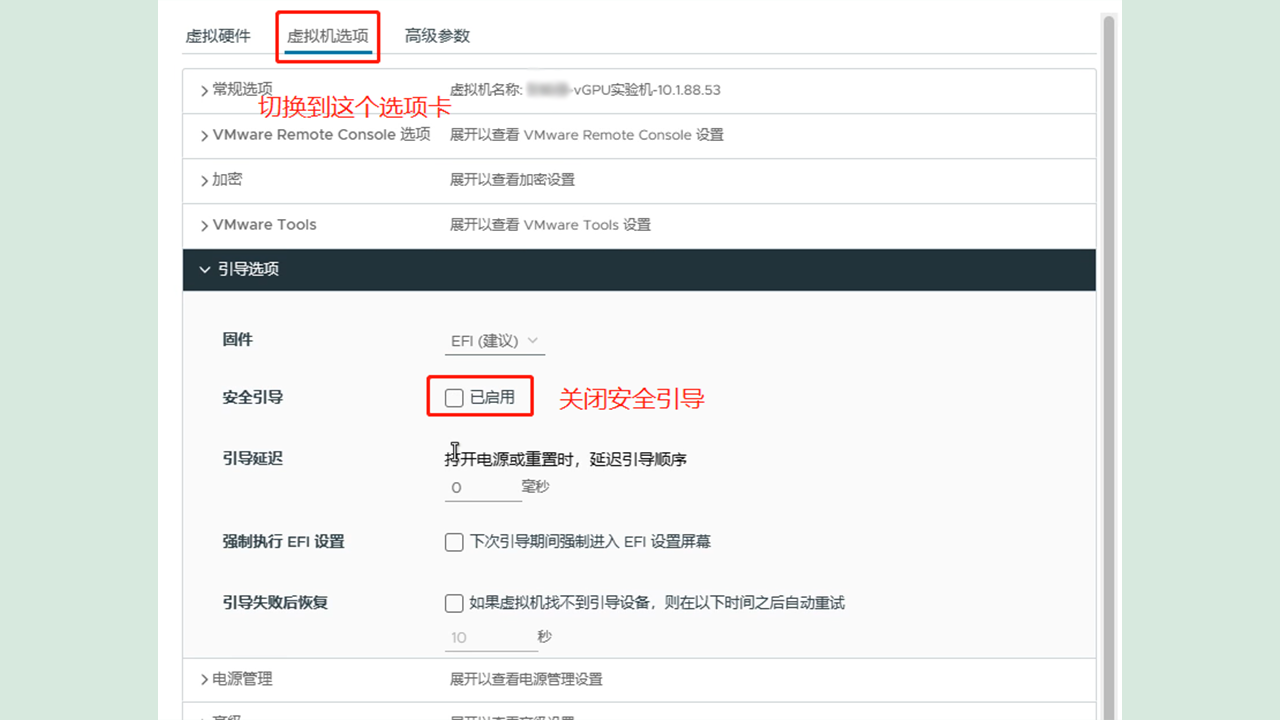 虚拟硬件 虚拟机选项 高级参数
常规选项 虚拟机名称: -vGPU实验机-10.1.88.53
切换到这个选项卡
VMware Remote Console 选项 展开以查看 VMware Remote Console 设置
加密 展开以查看加密设置
VMware Tools 展开以查看 VMware Tools 设置
引导选项
固件 EFI (建议)
安全引导 已启用 关闭安全引导
引导延迟 打开电源或重置时，延迟引导顺序
0 毫秒
强制执行 EFI 设置 下次引导期间强制进入 EFI 设置屏幕
引导失败后恢复 如果虚拟机找不到引导设备，则在以下时间之后自动重试
10 秒
电源管理 展开以查看电源管理设置
高级 展开以查看高级设置